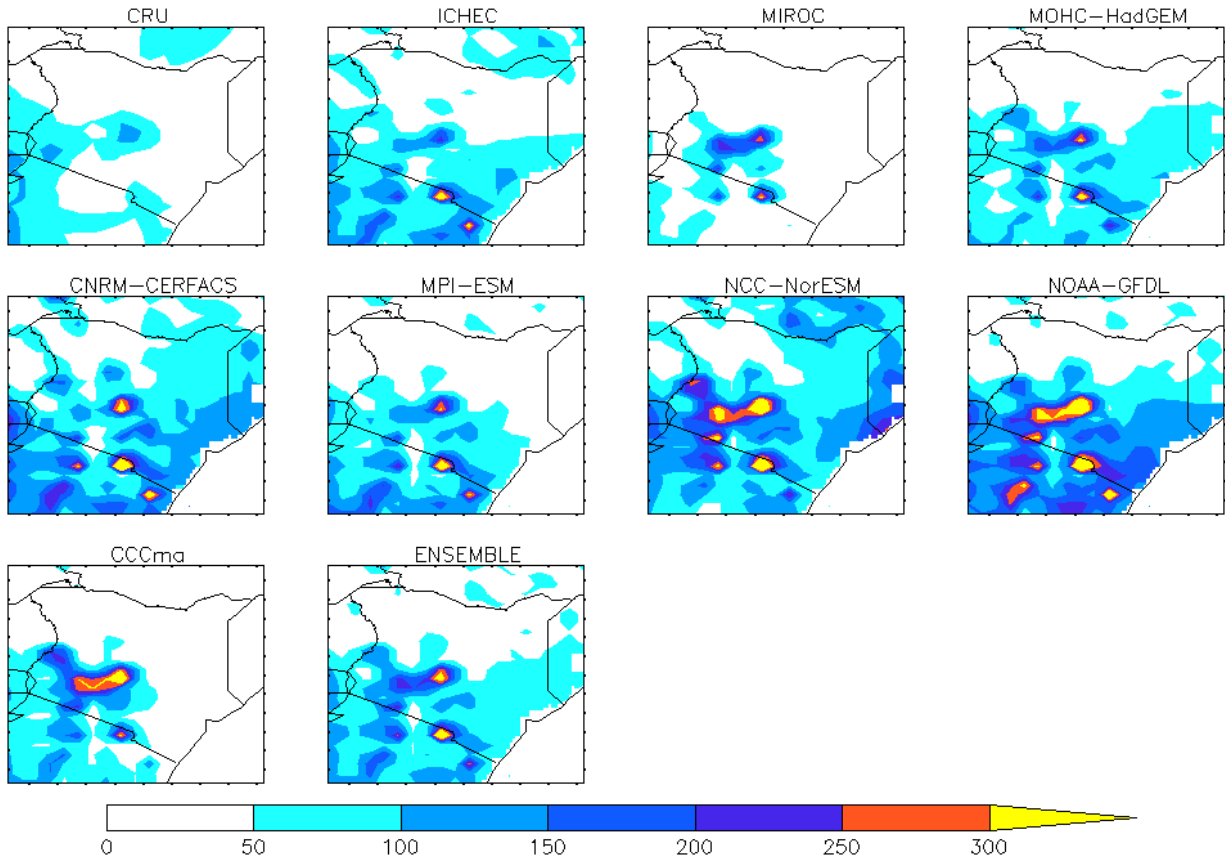 CRU ICHEC MIROC MOHC-HadGEM
CNRM-CERFACS MPI-ESM NCC-NorESM NOAA-GFDL
CCCma ENSEMBLE
0 50 100 150 200 250 300